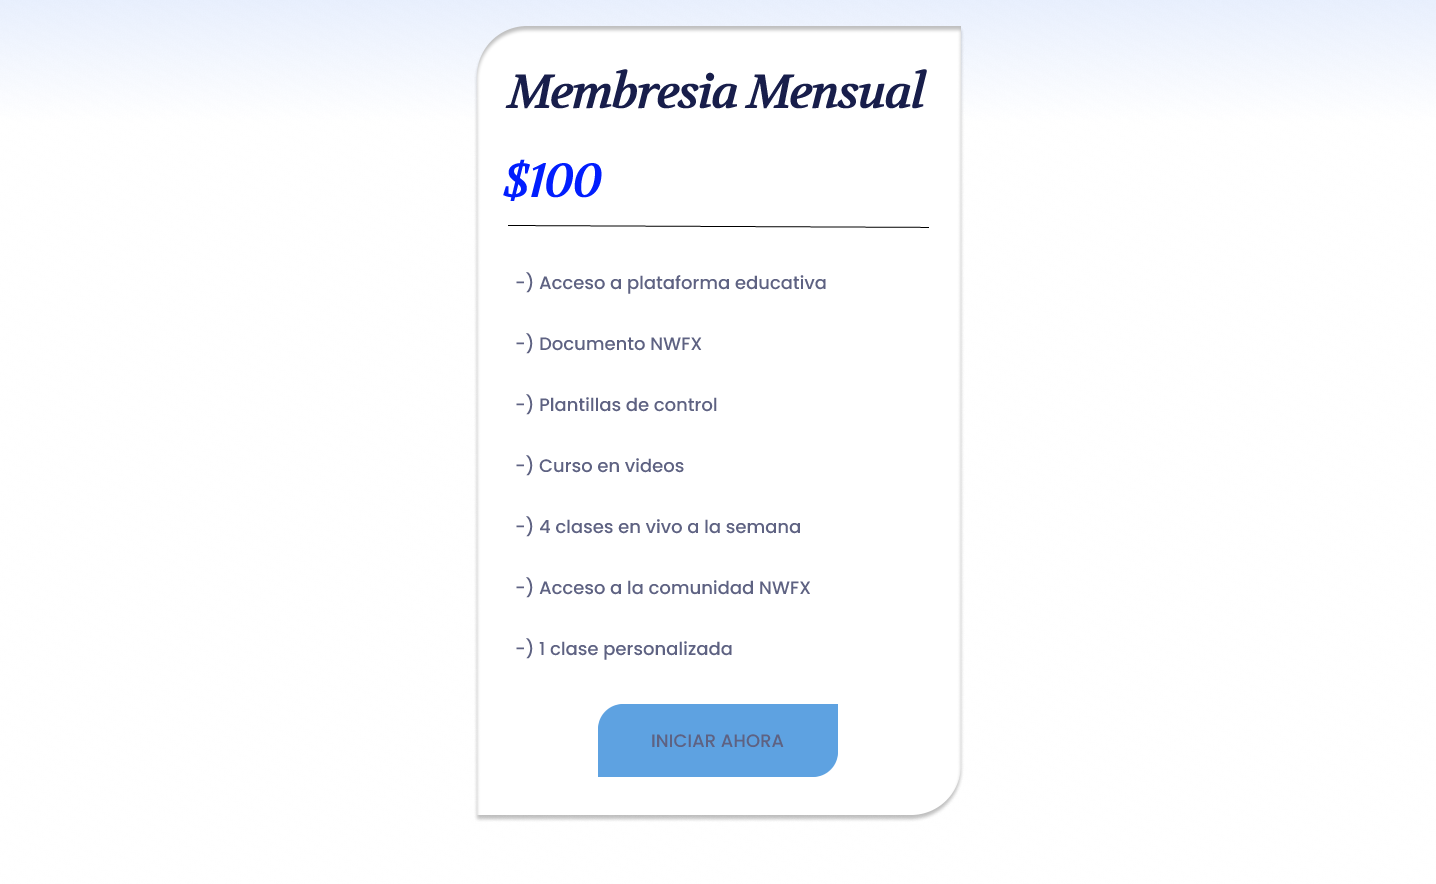 Membresia Mensual
$100
-) Acceso a plataforma educativa
-) Documento NWFX
-) Plantillas de control
-) Curso en videos
-) 4 clases en vivo a la semana
-) Acceso a la comunidad NWFX
-) 1 clase personalizada
INICIAR AHORA